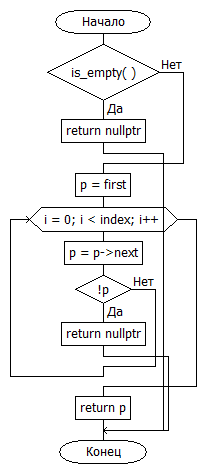 Начало
is_empty( )
Нет
Да
return nullptr
p = first
i = 0; i < index; i++
p = p->next
!p
Нет
Да
return nullptr
return p
Конец